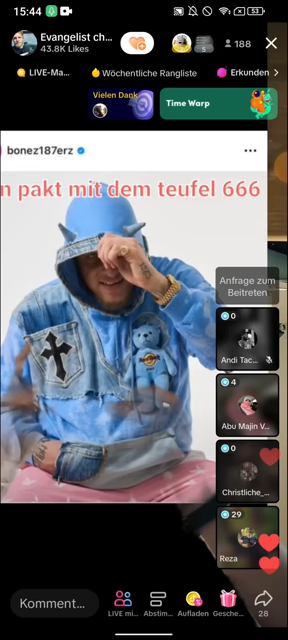 15:44
53
Evangelist ch...
43.8K Likes
5
188
LIVE-Ma...
Wöchentliche Rangliste
Erkunden
Vielen Dank
Time Warp
bonez187erz
n pakt mit dem teufel 666
Anfrage zum
Beitreten
0
Andi Tac...
4
Abu Majin V...
0
Christliche_...
29
Reza
Komment...
LIVE mi...
Abstim...
Aufladen
Gesche...
28